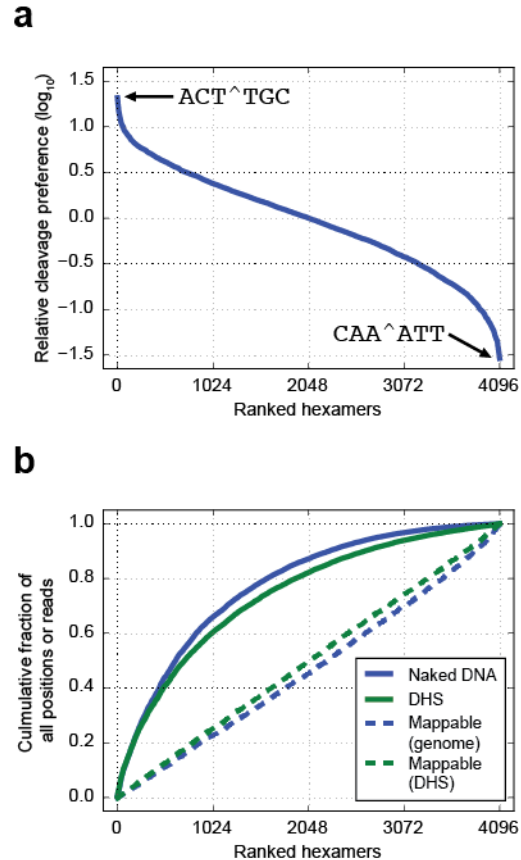 a
Relative cleavage preference (log10)
1.5
1.0
0.5
0.0
−0.5
−1.0
−1.5
ACT^TGC
CAA^ATT
0 1024 2048 3072 4096
Ranked hexamers
b
Culmulative fraction of
all positions or reads
1.0
0.8
0.6
0.4
0.2
0.0
Naked DNA
DHS
Mappable
(genome)
Mappable
(DHS)
0 1024 2048 3072 4096
Ranked hexamers